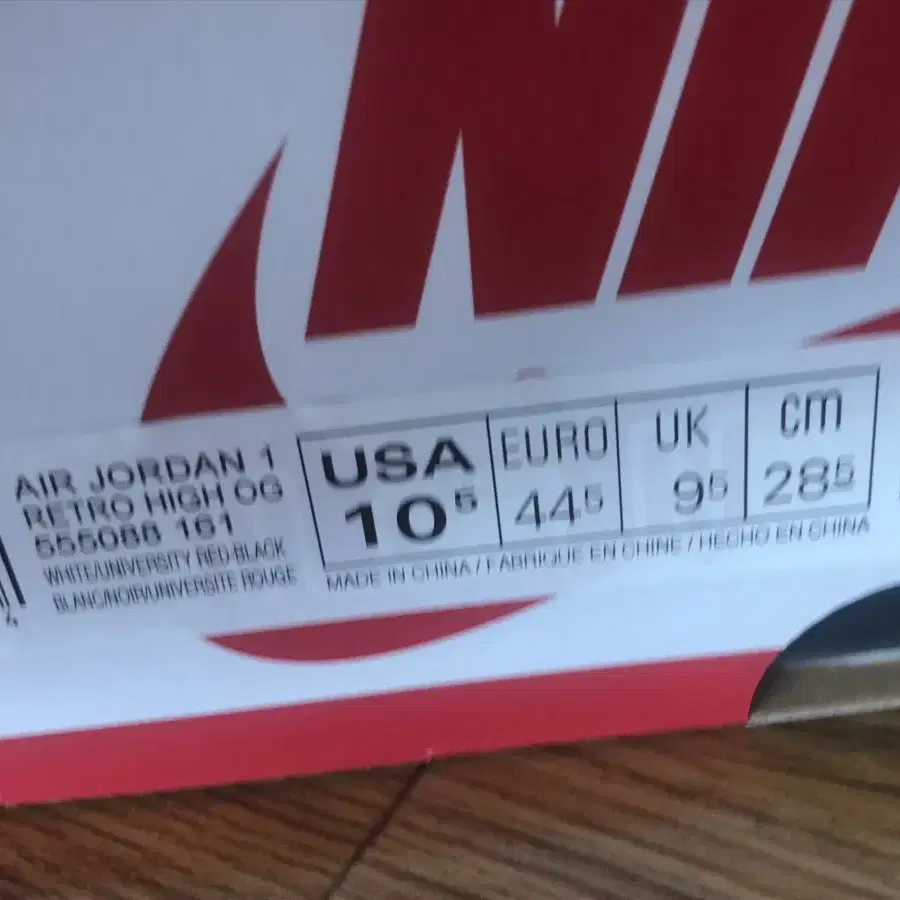 NIK
AIR JORDAN 1
RETRO HIGH OG
555088 161
WHITE/UNIVERSITY RED-BLACK
BLANC/NOIR/UNIVERSITE ROUGE
USA EURO UK cm
10⁵ 44⁵ 9⁵ 28⁵
MADE IN CHINA / FABRIQUE EN CHINE / HECHO EN CHINA